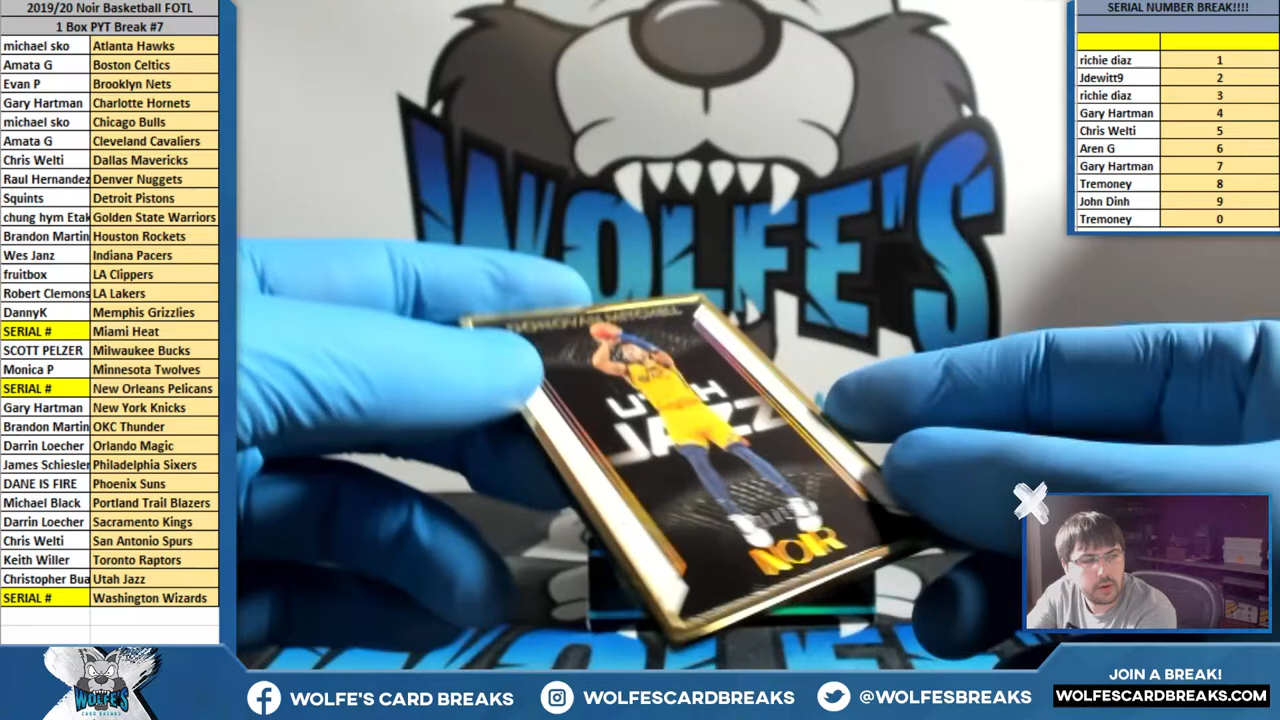 2019/20 Noir Basketball FOTL
1 Box PYT Break #7
michael sko Atlanta Hawks
Amata G Boston Celtics
Evan P Brooklyn Nets
Gary Hartman Charlotte Hornets
michael sko Chicago Bulls
Amata G Cleveland Cavaliers
Chris Welti Dallas Mavericks
Raul Hernandez Denver Nuggets
Squints Detroit Pistons
chung hym Etak Golden State Warriors
Brandon Martin Houston Rockets
Wes Janz Indiana Pacers
fruitbox LA Clippers
Robert Clemons LA Lakers
DannyK Memphis Grizzlies
SERIAL # Miami Heat
SCOTT PELZER Milwaukee Bucks
Monica P Minnesota Twolves
SERIAL # New Orleans Pelicans
Gary Hartman New York Knicks
Brandon Martin OKC Thunder
Darrin Loecher Orlando Magic
James Schiesler Philadelphia Sixers
DANE IS FIRE Phoenix Suns
Michael Black Portland Trail Blazers
Darrin Loecher Sacramento Kings
Chris Welti San Antonio Spurs
Keith Willer Toronto Raptors
Christopher Bua Utah Jazz
SERIAL # Washington Wizards
WOLFE'S
DONOVAN MITCHELL
UTAH
JAZZ
NOIR
SERIAL NUMBER BREAK!!!!
richie diaz 1
Jdewitt9 2
richie diaz 3
Gary Hartman 4
Chris Welti 5
Aren G 6
Gary Hartman 7
Tremoney 8
John Dinh 9
Tremoney 0
WOLFE'S
CARD BREAKS
WOLFE'S CARD BREAKS
WOLFESCARDBREAKS
@WOLFESBREAKS
JOIN A BREAK!
WOLFESCARDBREAKS.COM